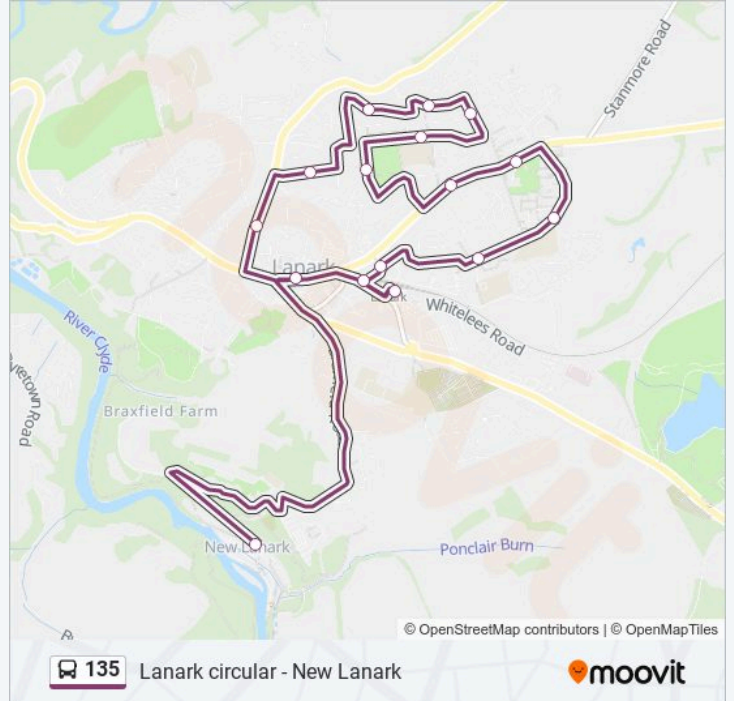 Stanmore Road
Lanark
Whitelees Road
River Clyde
Braxfield Farm
New Lanark
Ponclair Burn
© OpenStreetMap contributors | © OpenMapTiles
135 Lanark circular - New Lanark
moovit